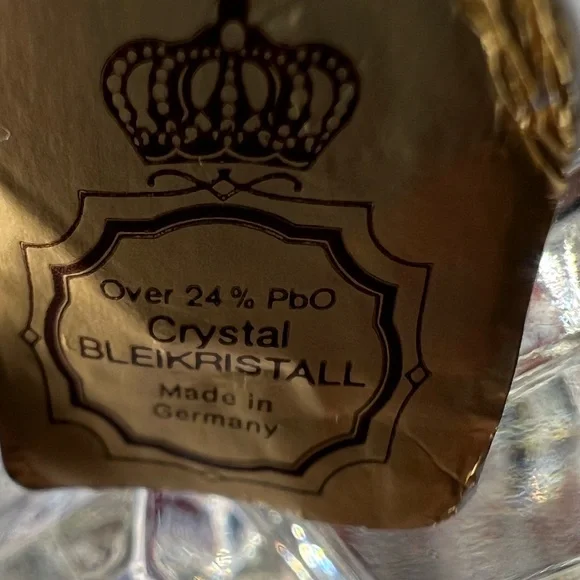 Over 24% PbO
Crystal
BLEIKRISTALL
Made in
Germany